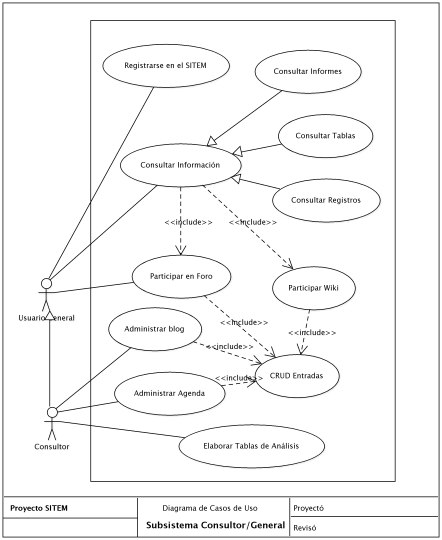 Registrarse en el SITEM
Consultar Informes
Consultar Tablas
Consultar Información
Consultar Registros
<<include>>
<<include>>
Participar en Foro
Participar Wiki
Usuario General
Administrar blog
<<include>>
<<include>>
<<include>>
<<include>>
CRUD Entradas
Administrar Agenda
Consultor
Elaborar Tablas de Análisis
Proyecto SITEM
Diagrama de Casos de Uso
Proyectó
Subsistema Consultor/General
Revisó